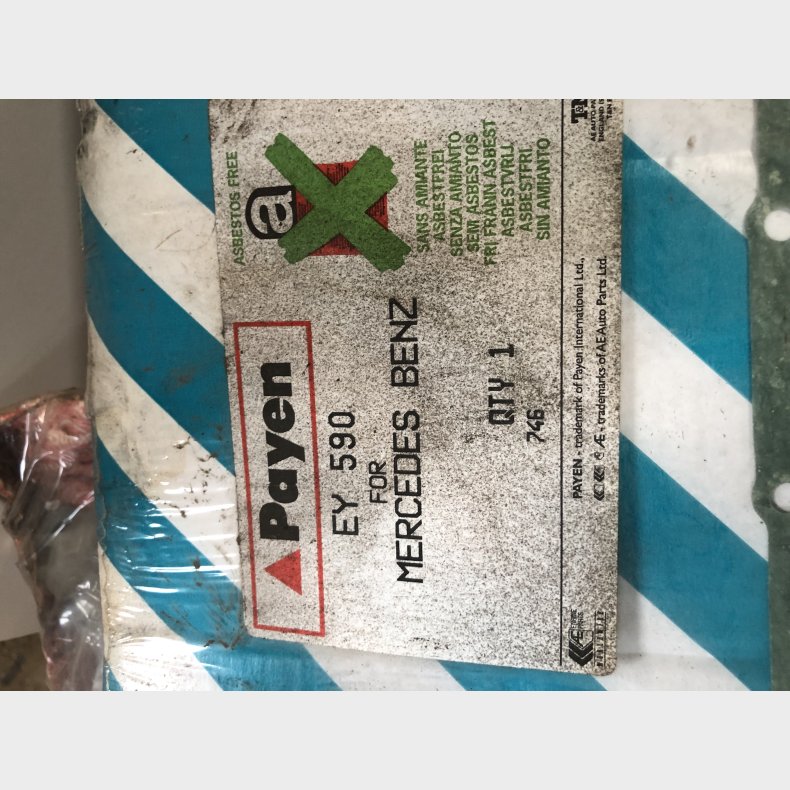 ASBESTOS FREE
a
SANS AMIANTE
ASBESTFREI
SENZA AMIANTO
SEM ASBESTOS
FRI FRANN ASBEST
ASBESTVRIJ
ASBESTFRI
SIN AMIANTO
Payen
EY 590
FOR
MERCEDES BENZ
QTY 1
746
PAYEN - trademark of Payen International Ltd.,
Æ - trademarks of AE Auto Parts Ltd.
T&N